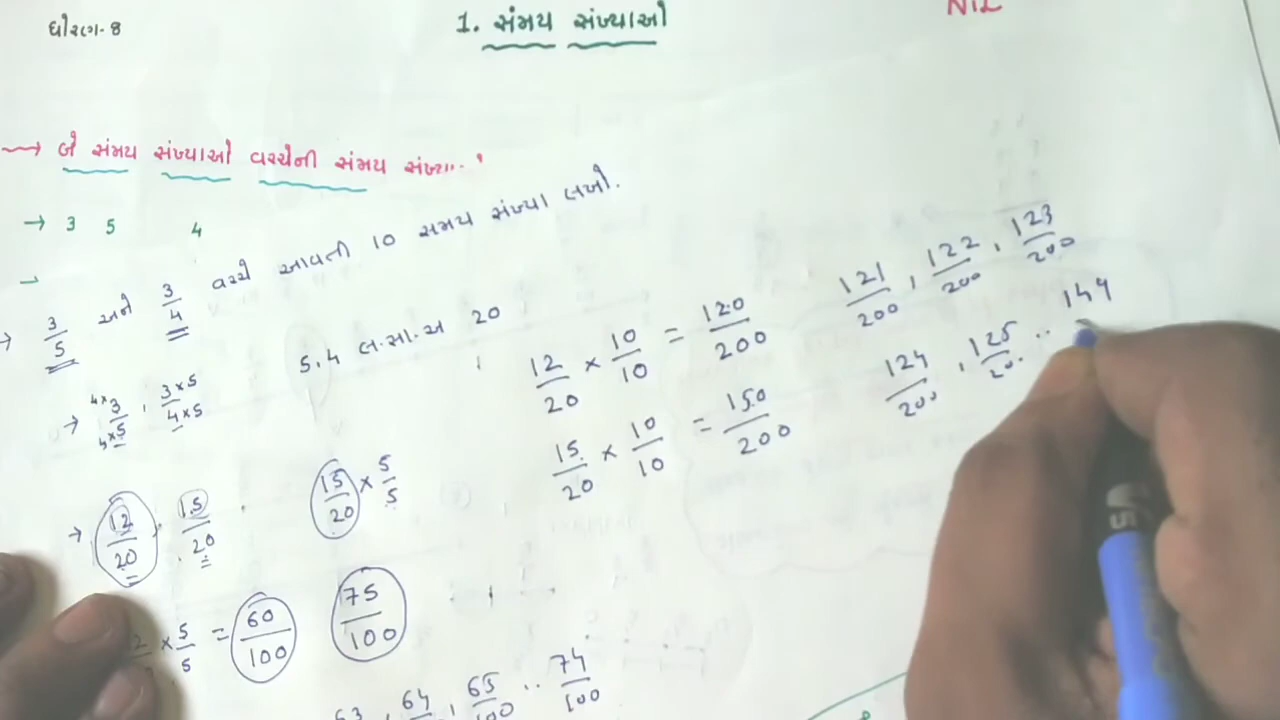 ધોરણ-8
1. સંમય સંખ્યાઓ
→ બે સંમય સંખ્યાઓ વચ્ચેની સંમય સંખ્યા
→ 3 5 4
→ 3/5 અને 3/4 વચ્ચે આવતી 10 સમય સંખ્યા લખો.
5,4 લ.સા.અ 20
→ 4×3/4×5 , 3×5/4×5
→ 12/20 , 15/20
15/20 × 5/5
×5/5 = 60/100 75/100
64 , 65/100 .. 74/100
12/20 × 10/10 = 120/200
15/20 × 10/10 = 150/200
121/200 , 122/200 , 123/200
124/200 , 125/20 .. 149